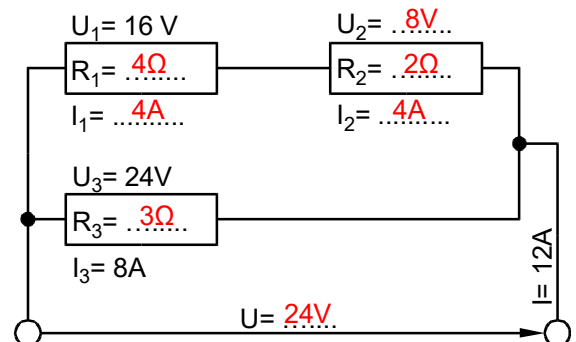 U₁= 16 V
R₁= 4Ω
I₁= 4A
U₂= 8V
R₂= 2Ω
I₂= 4A
U₃= 24V
R₃= 3Ω
I₃= 8A
I= 12A
U= 24V